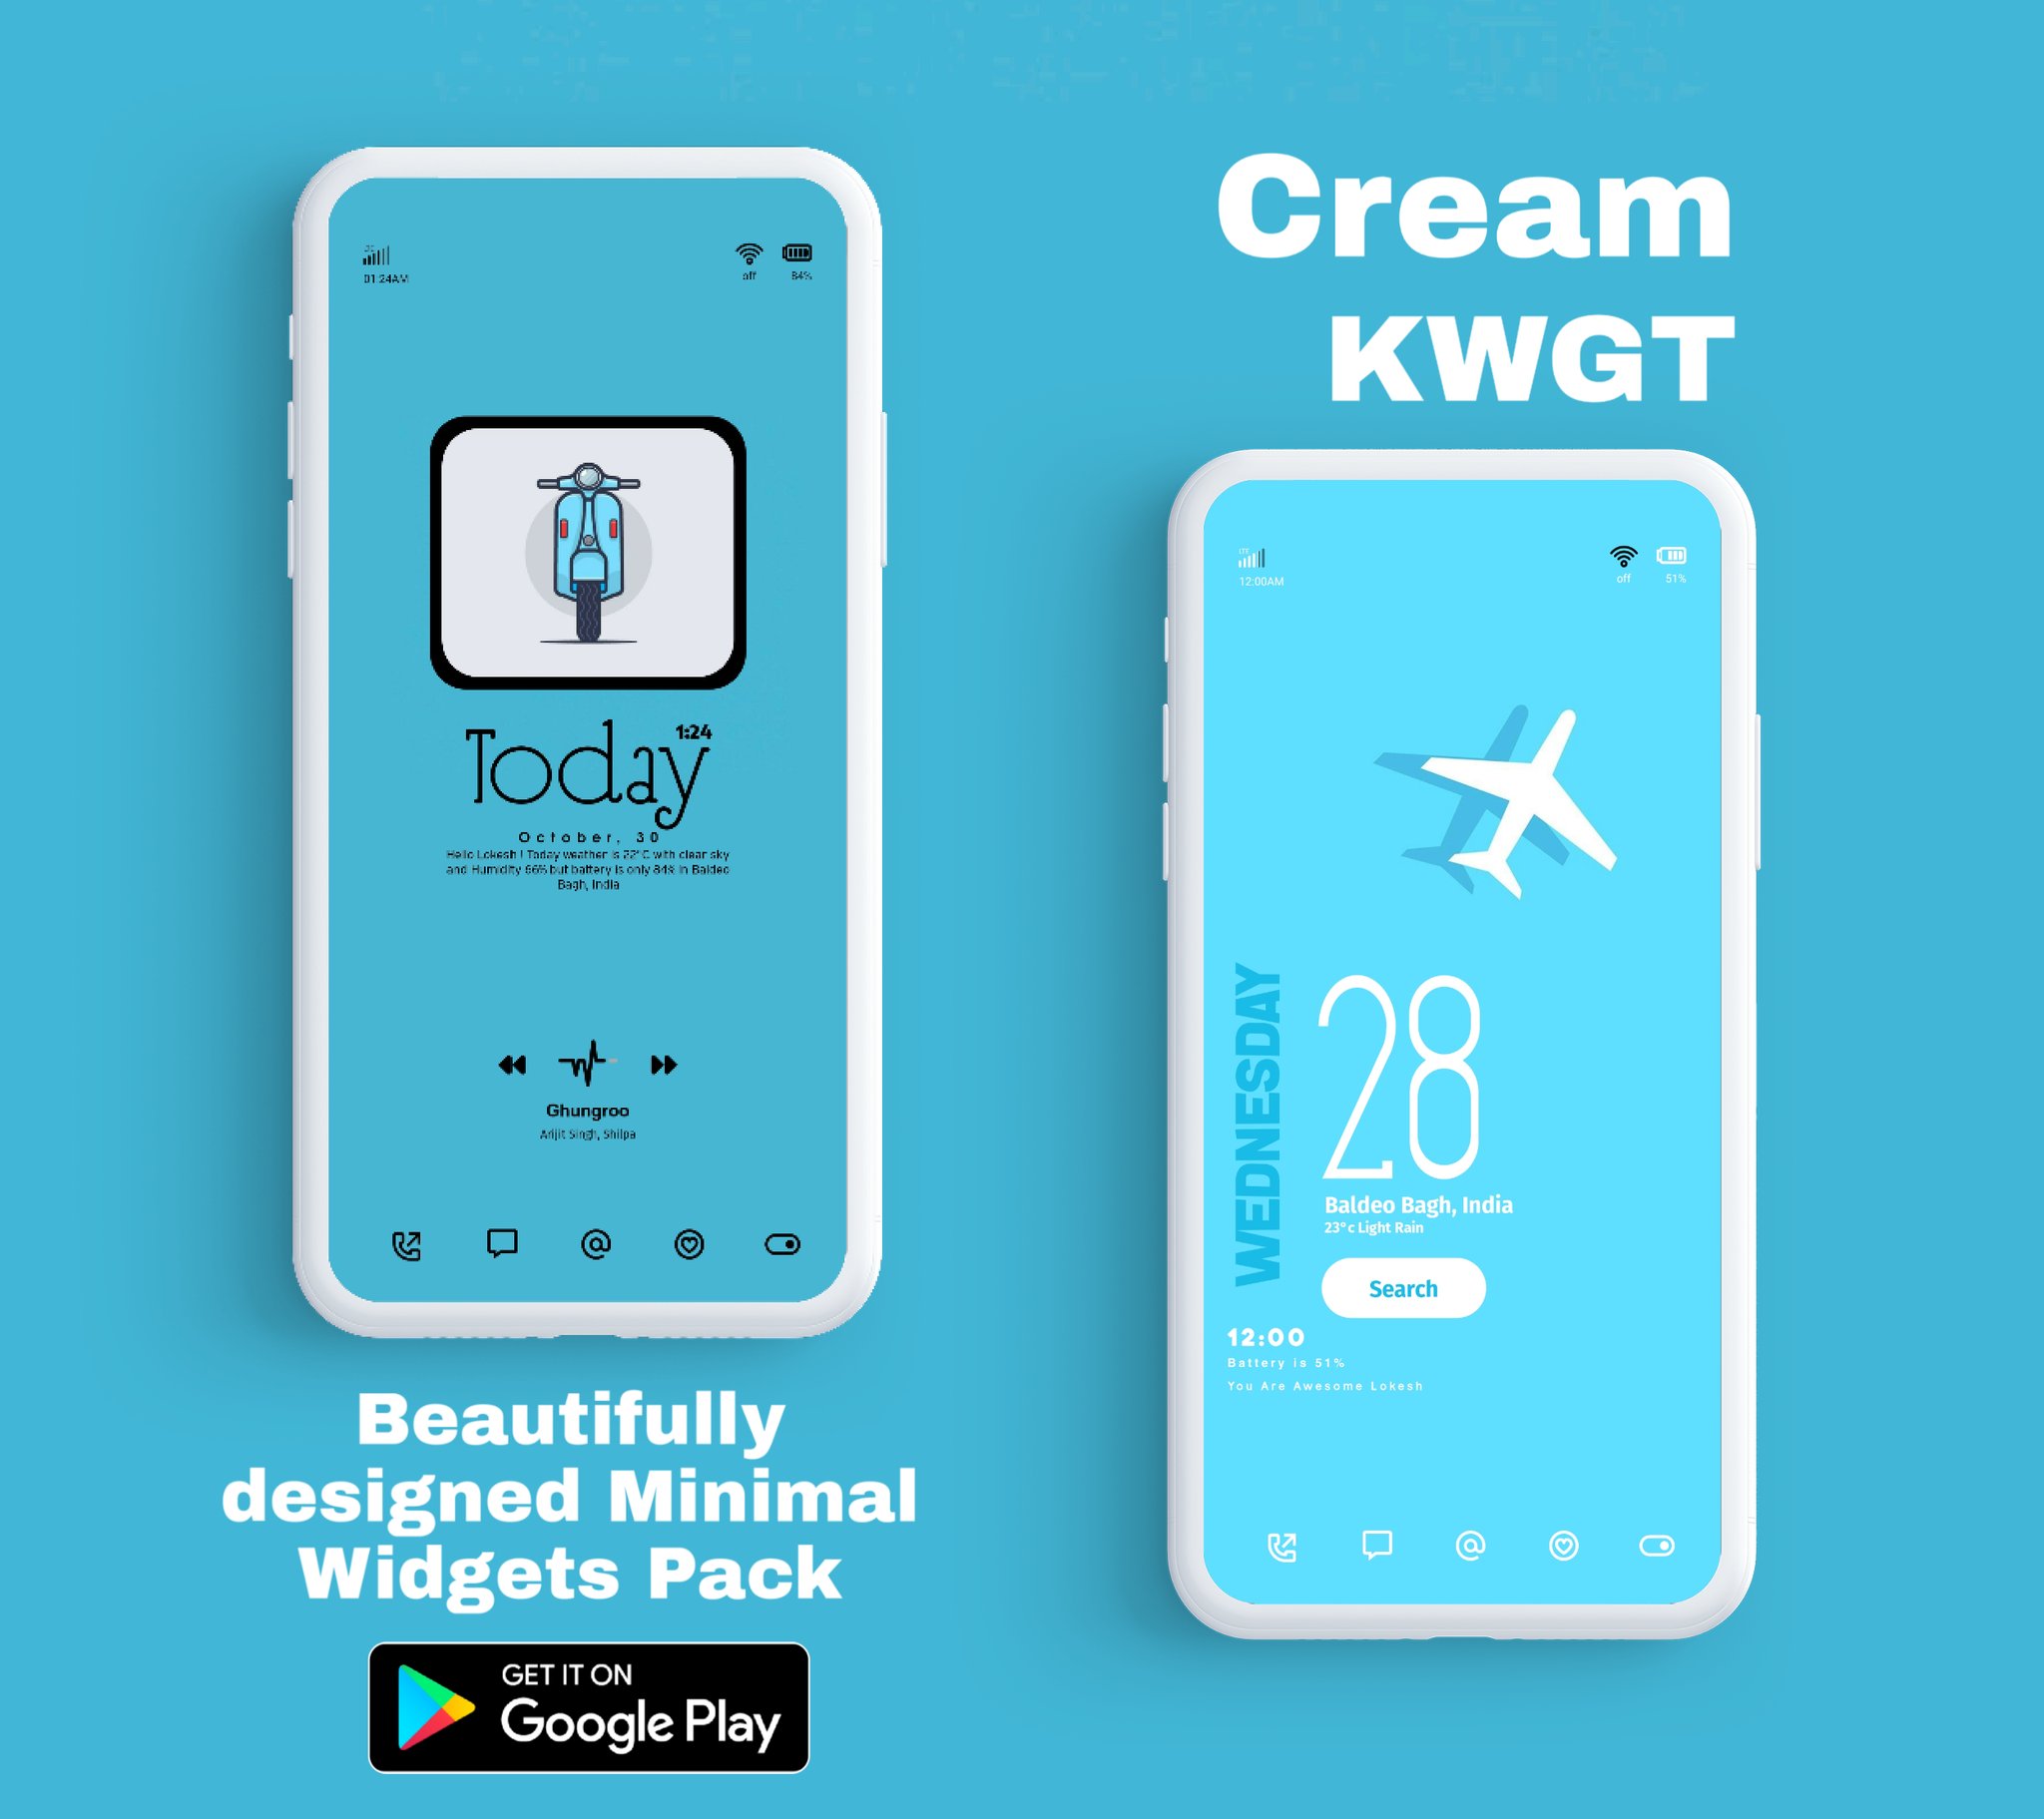 Cream
KWGT
01:24AM
off
84%
1:24
Today
October, 30
Hello Lokesh ! Today weather is 22°C with clear sky
and Humidity 66% but battery is only 84% in Baldeo
Bagh, India
Ghungroo
Arijit Singh, Shilpa
Beautifully
designed Minimal
Widgets Pack
GET IT ON
Google Play
LTE
12:00AM
off
51%
WEDNESDAY
28
Baldeo Bagh, India
23°c Light Rain
Search
12:00
Battery is 51%
You Are Awesome Lokesh